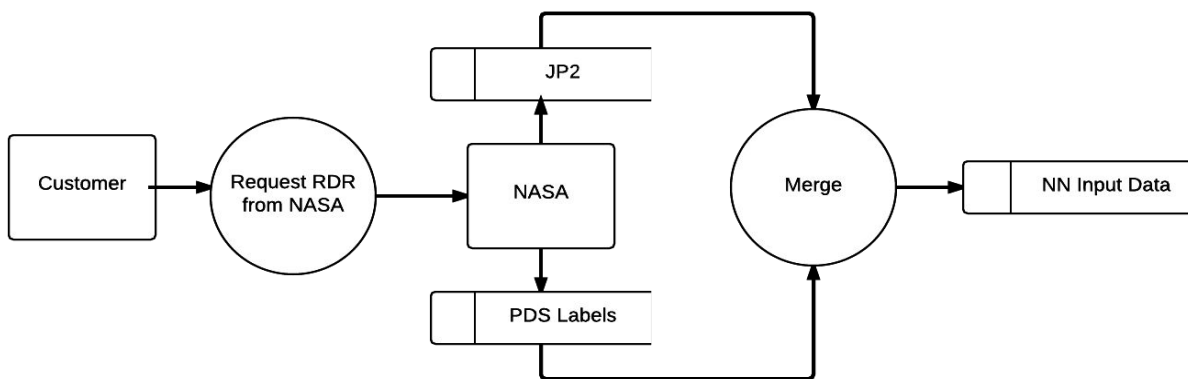 JP2
Customer
Request RDR
from NASA
NASA
Merge
NN Input Data
PDS Labels